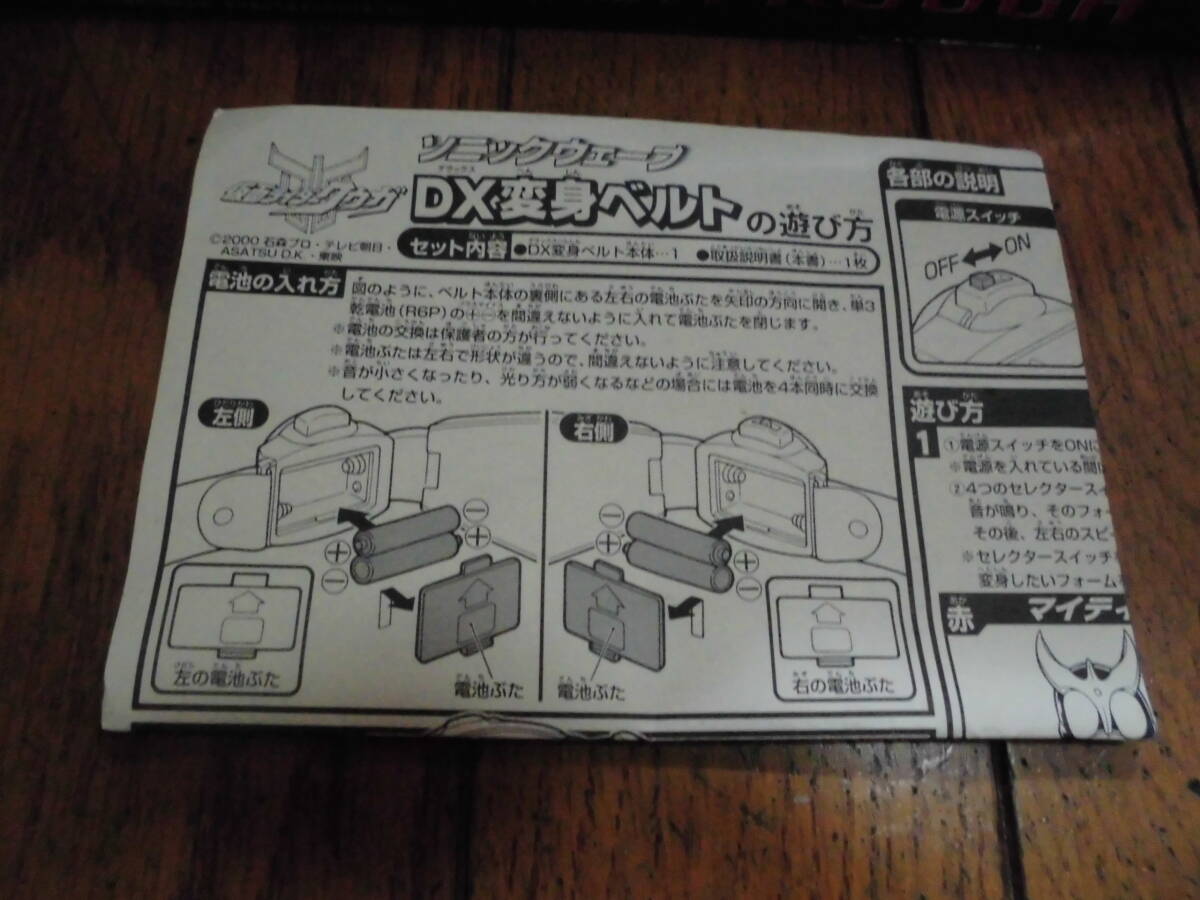 仮面ライダークウガ
©2000 石森プロ・テレビ朝日・
ASATSU D.K.・東映
ソニックウェーブ
DX変身ベルトの遊び方
セット内容 ●DX変身ベルト本体…1 ●取扱説明書(本書)…1枚
電池の入れ方
図のように、ベルト本体の裏側にある左右の電池ぶたを矢印の方向に開き、単3
乾電池(R6P)の⊕⊖を間違えないように入れて電池ぶたを閉じます。
※電池の交換は保護者の方が行ってください。
※電池ぶたは左右で形状が違うので、間違えないように注意してください。
※音が小さくなったり、光り方が弱くなるなどの場合には電池を4本同時に交換
してください。
左側
⊖
⊕
⊕
⊖
左の電池ぶた
電池ぶた
右側
⊖
⊕
⊕
⊖
電池ぶた
右の電池ぶた
各部の説明
電源スイッチ
OFF ON
遊び方
1 ①電源スイッチをONに
※電源を入れている間
②4つのセレクタースイ
音が鳴り、そのフォ
その後、左右のスピ
※セレクタースイッチ
変身したいフォーム
赤 マイティ